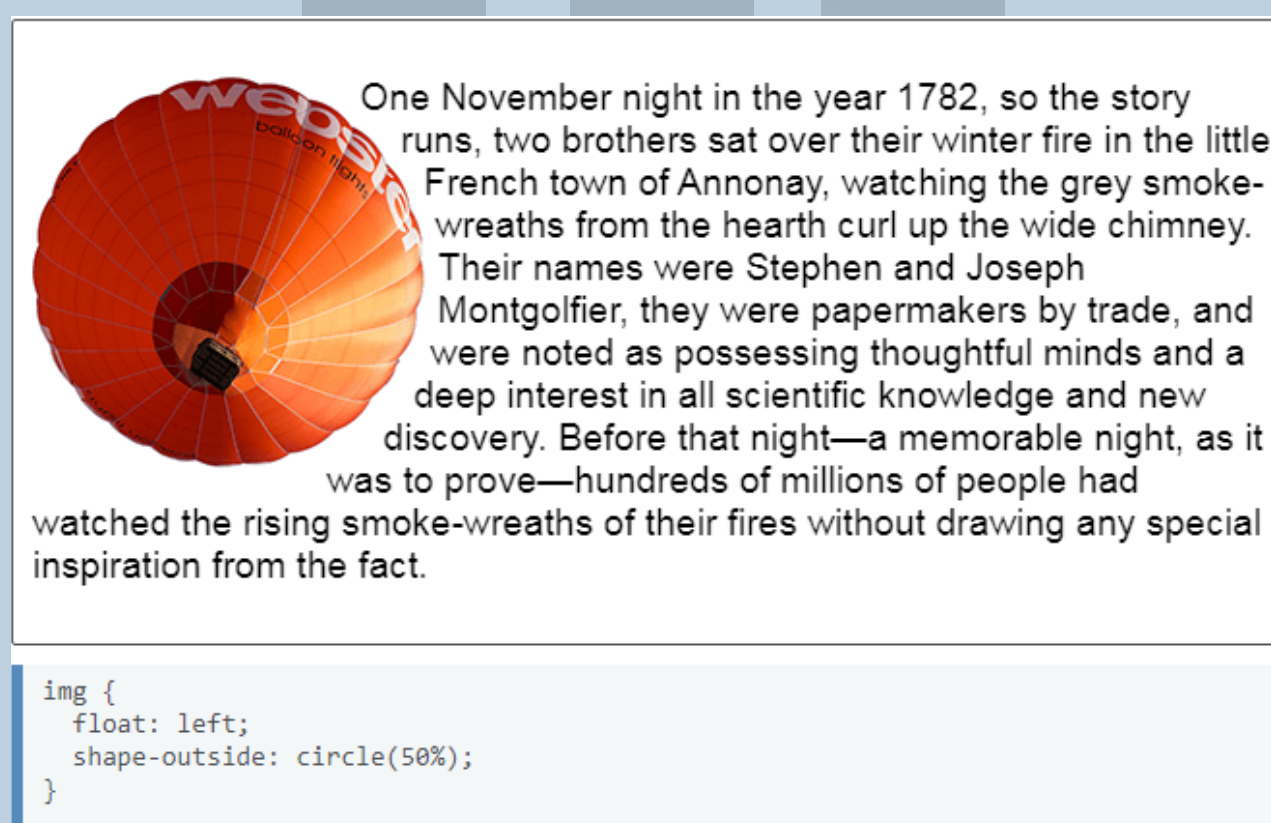 webster
balloon flights
One November night in the year 1782, so the story
runs, two brothers sat over their winter fire in the little
French town of Annonay, watching the grey smoke-
wreaths from the hearth curl up the wide chimney.
Their names were Stephen and Joseph
Montgolfier, they were papermakers by trade, and
were noted as possessing thoughtful minds and a
deep interest in all scientific knowledge and new
discovery. Before that night—a memorable night, as it
was to prove—hundreds of millions of people had
watched the rising smoke-wreaths of their fires without drawing any special
inspiration from the fact.
img {
  float: left;
  shape-outside: circle(50%);
}